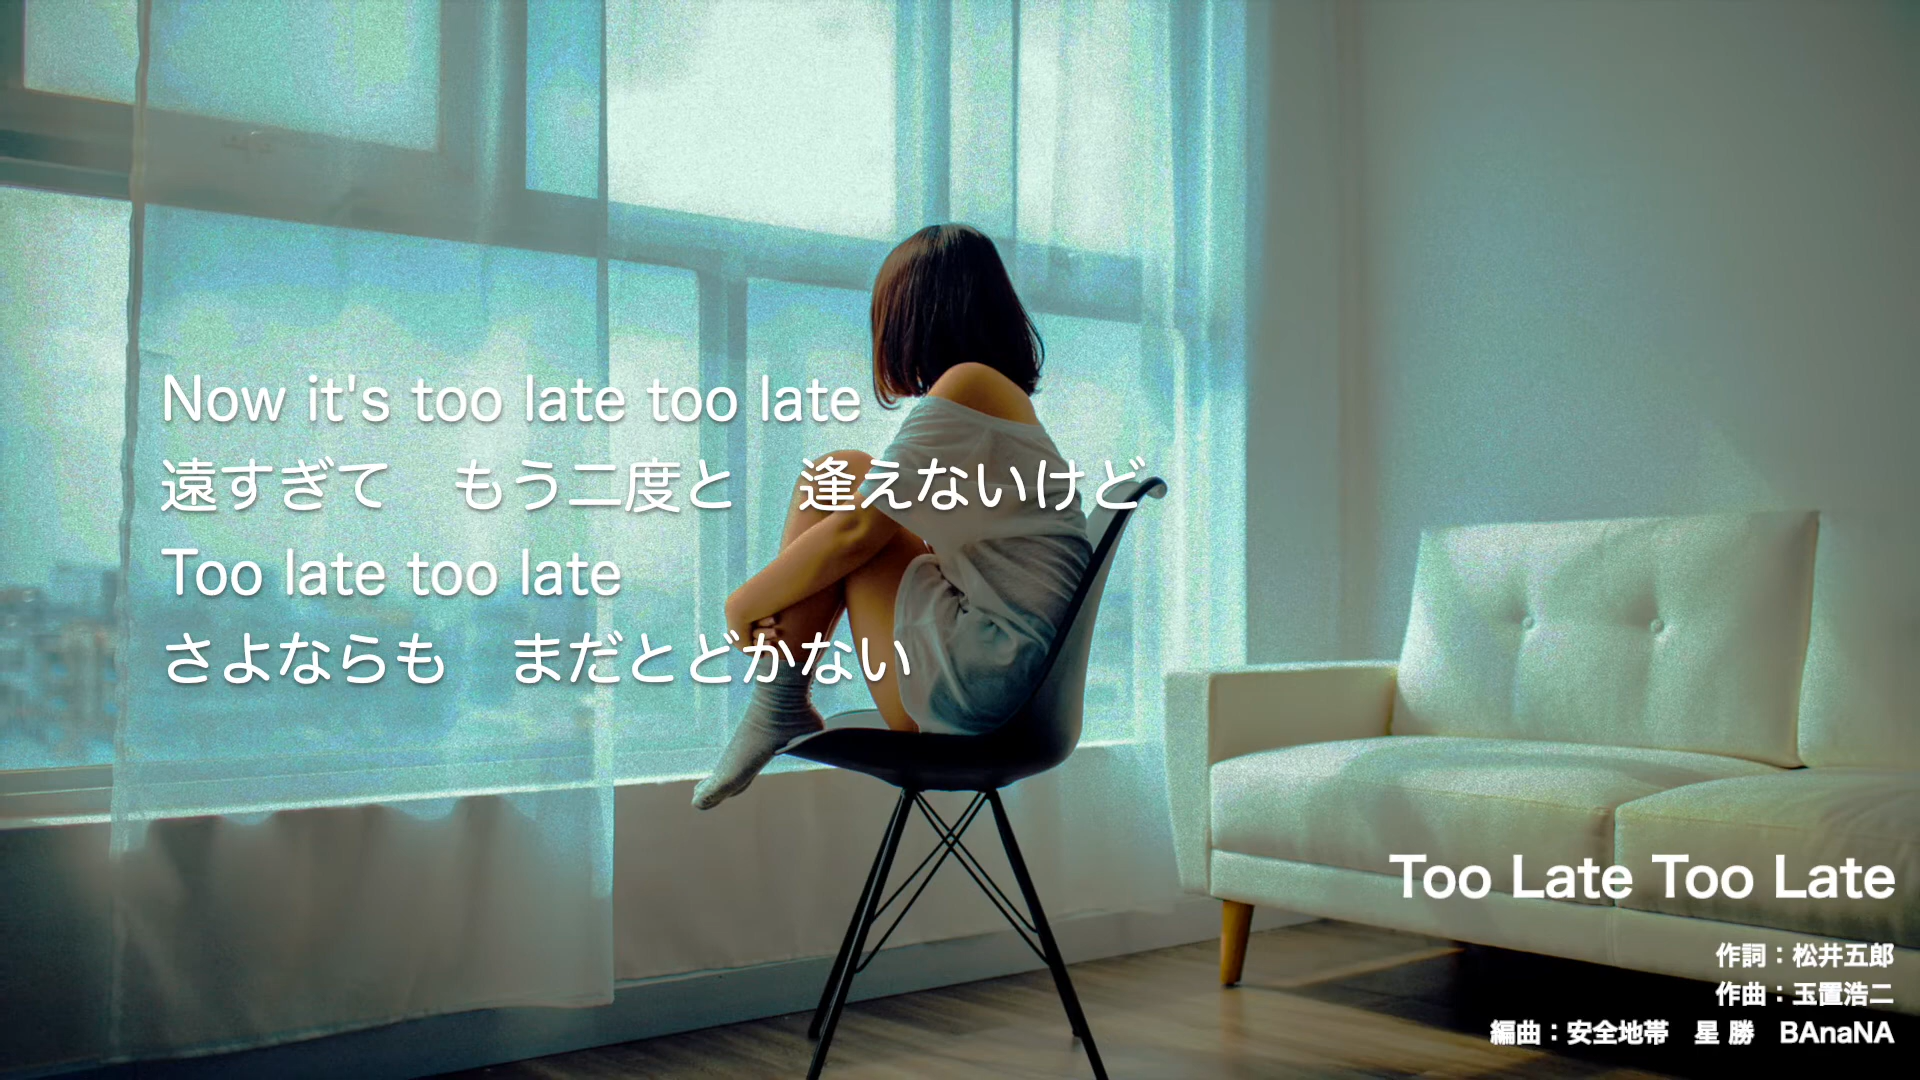 Now it's too late too late
遠すぎて　もう二度と　逢えないけど
Too late too late
さよならも　まだとどかない
Too Late Too Late
作詞：松井五郎
作曲：玉置浩二
編曲：安全地帯　星 勝　BAnaNA